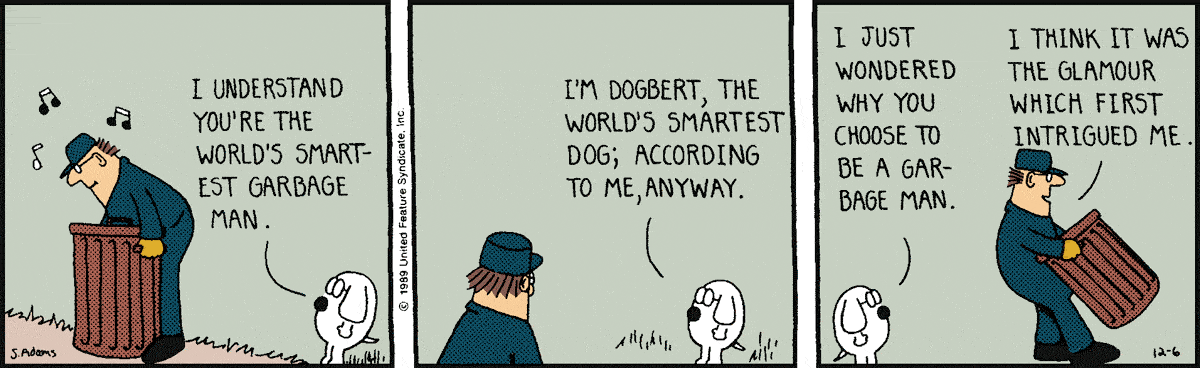 I UNDERSTAND
YOU'RE THE
WORLD'S SMART-
EST GARBAGE
MAN.
S.Adams
© 1989 United Feature Syndicate, Inc.
I'M DOGBERT, THE
WORLD'S SMARTEST
DOG; ACCORDING
TO ME, ANYWAY.
I JUST
WONDERED
WHY YOU
CHOOSE TO
BE A GAR-
BAGE MAN.
I THINK IT WAS
THE GLAMOUR
WHICH FIRST
INTRIGUED ME.
12-6